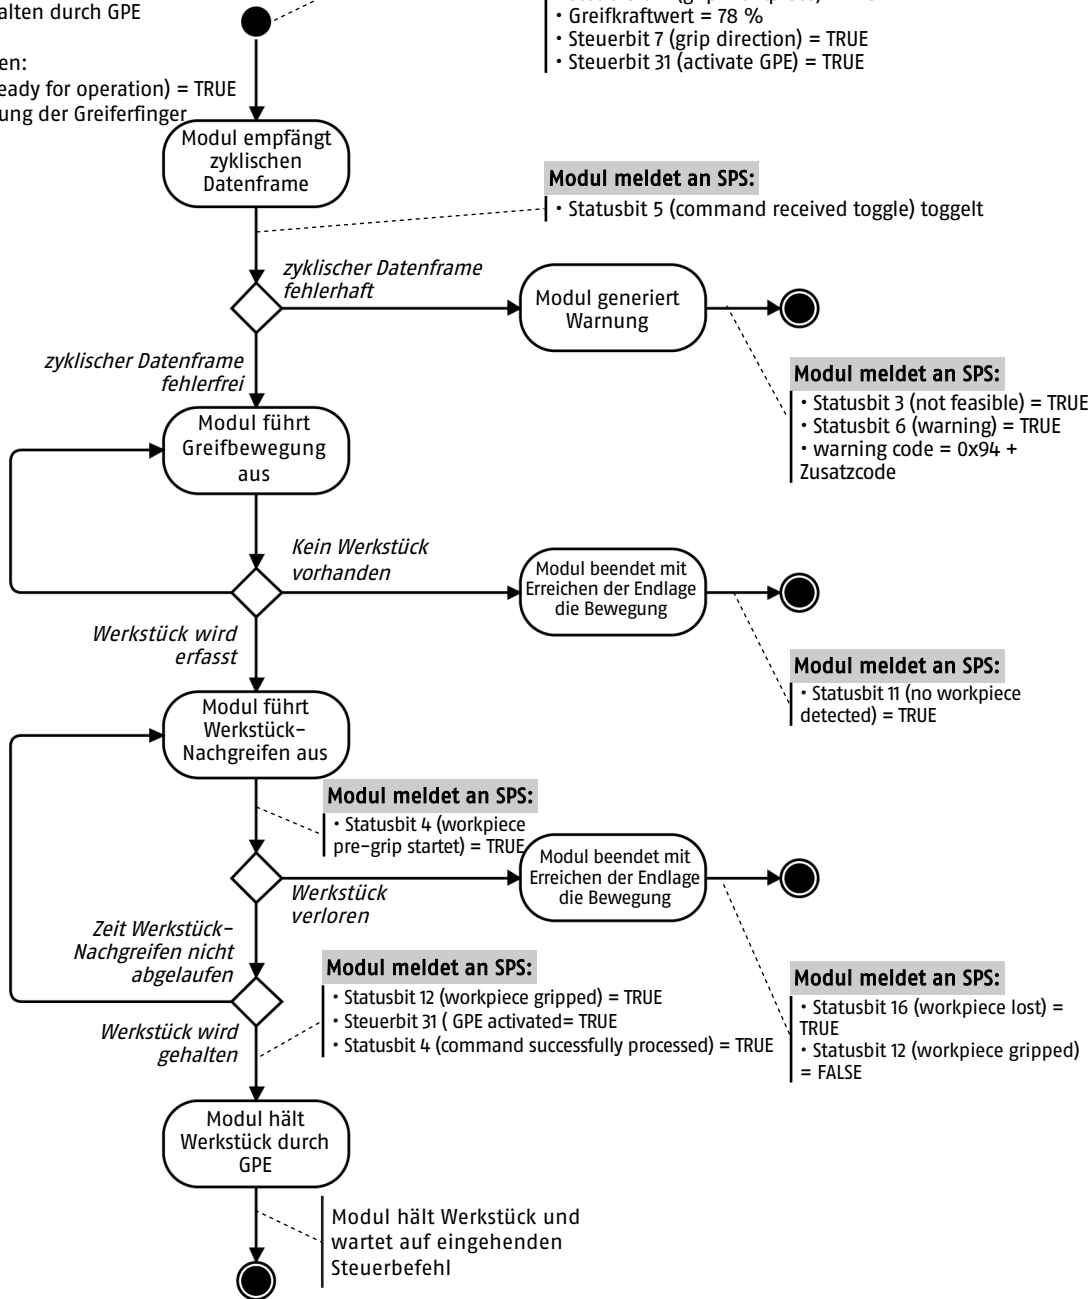 alten durch GPE
en:
eady for operation) = TRUE
ung der Greiferfinger
• Greifkraftwert = 78 %
• Steuerbit 7 (grip direction) = TRUE
• Steuerbit 31 (activate GPE) = TRUE
Modul empfängt
zyklischen
Datenframe
Modul meldet an SPS:
• Statusbit 5 (command received toggle) toggelt
zyklischer Datenframe
fehlerhaft
Modul generiert
Warnung
zyklischer Datenframe
fehlerfrei
Modul meldet an SPS:
• Statusbit 3 (not feasible) = TRUE
• Statusbit 6 (warning) = TRUE
• warning code = 0x94 +
Zusatzcode
Modul führt
Greifbewegung
aus
Kein Werkstück
vorhanden
Modul beendet mit
Erreichen der Endlage
die Bewegung
Werkstück wird
erfasst
Modul meldet an SPS:
• Statusbit 11 (no workpiece
detected) = TRUE
Modul führt
Werkstück-
Nachgreifen aus
Modul meldet an SPS:
• Statusbit 4 (workpiece
pre-grip startet) = TRUE
Modul beendet mit
Erreichen der Endlage
die Bewegung
Werkstück
verloren
Zeit Werkstück-
Nachgreifen nicht
abgelaufen
Modul meldet an SPS:
• Statusbit 12 (workpiece gripped) = TRUE
• Steuerbit 31 ( GPE activated= TRUE
• Statusbit 4 (command successfully processed) = TRUE
Modul meldet an SPS:
• Statusbit 16 (workpiece lost) =
TRUE
• Statusbit 12 (workpiece gripped)
= FALSE
Werkstück wird
gehalten
Modul hält
Werkstück durch
GPE
Modul hält Werkstück und
wartet auf eingehenden
Steuerbefehl